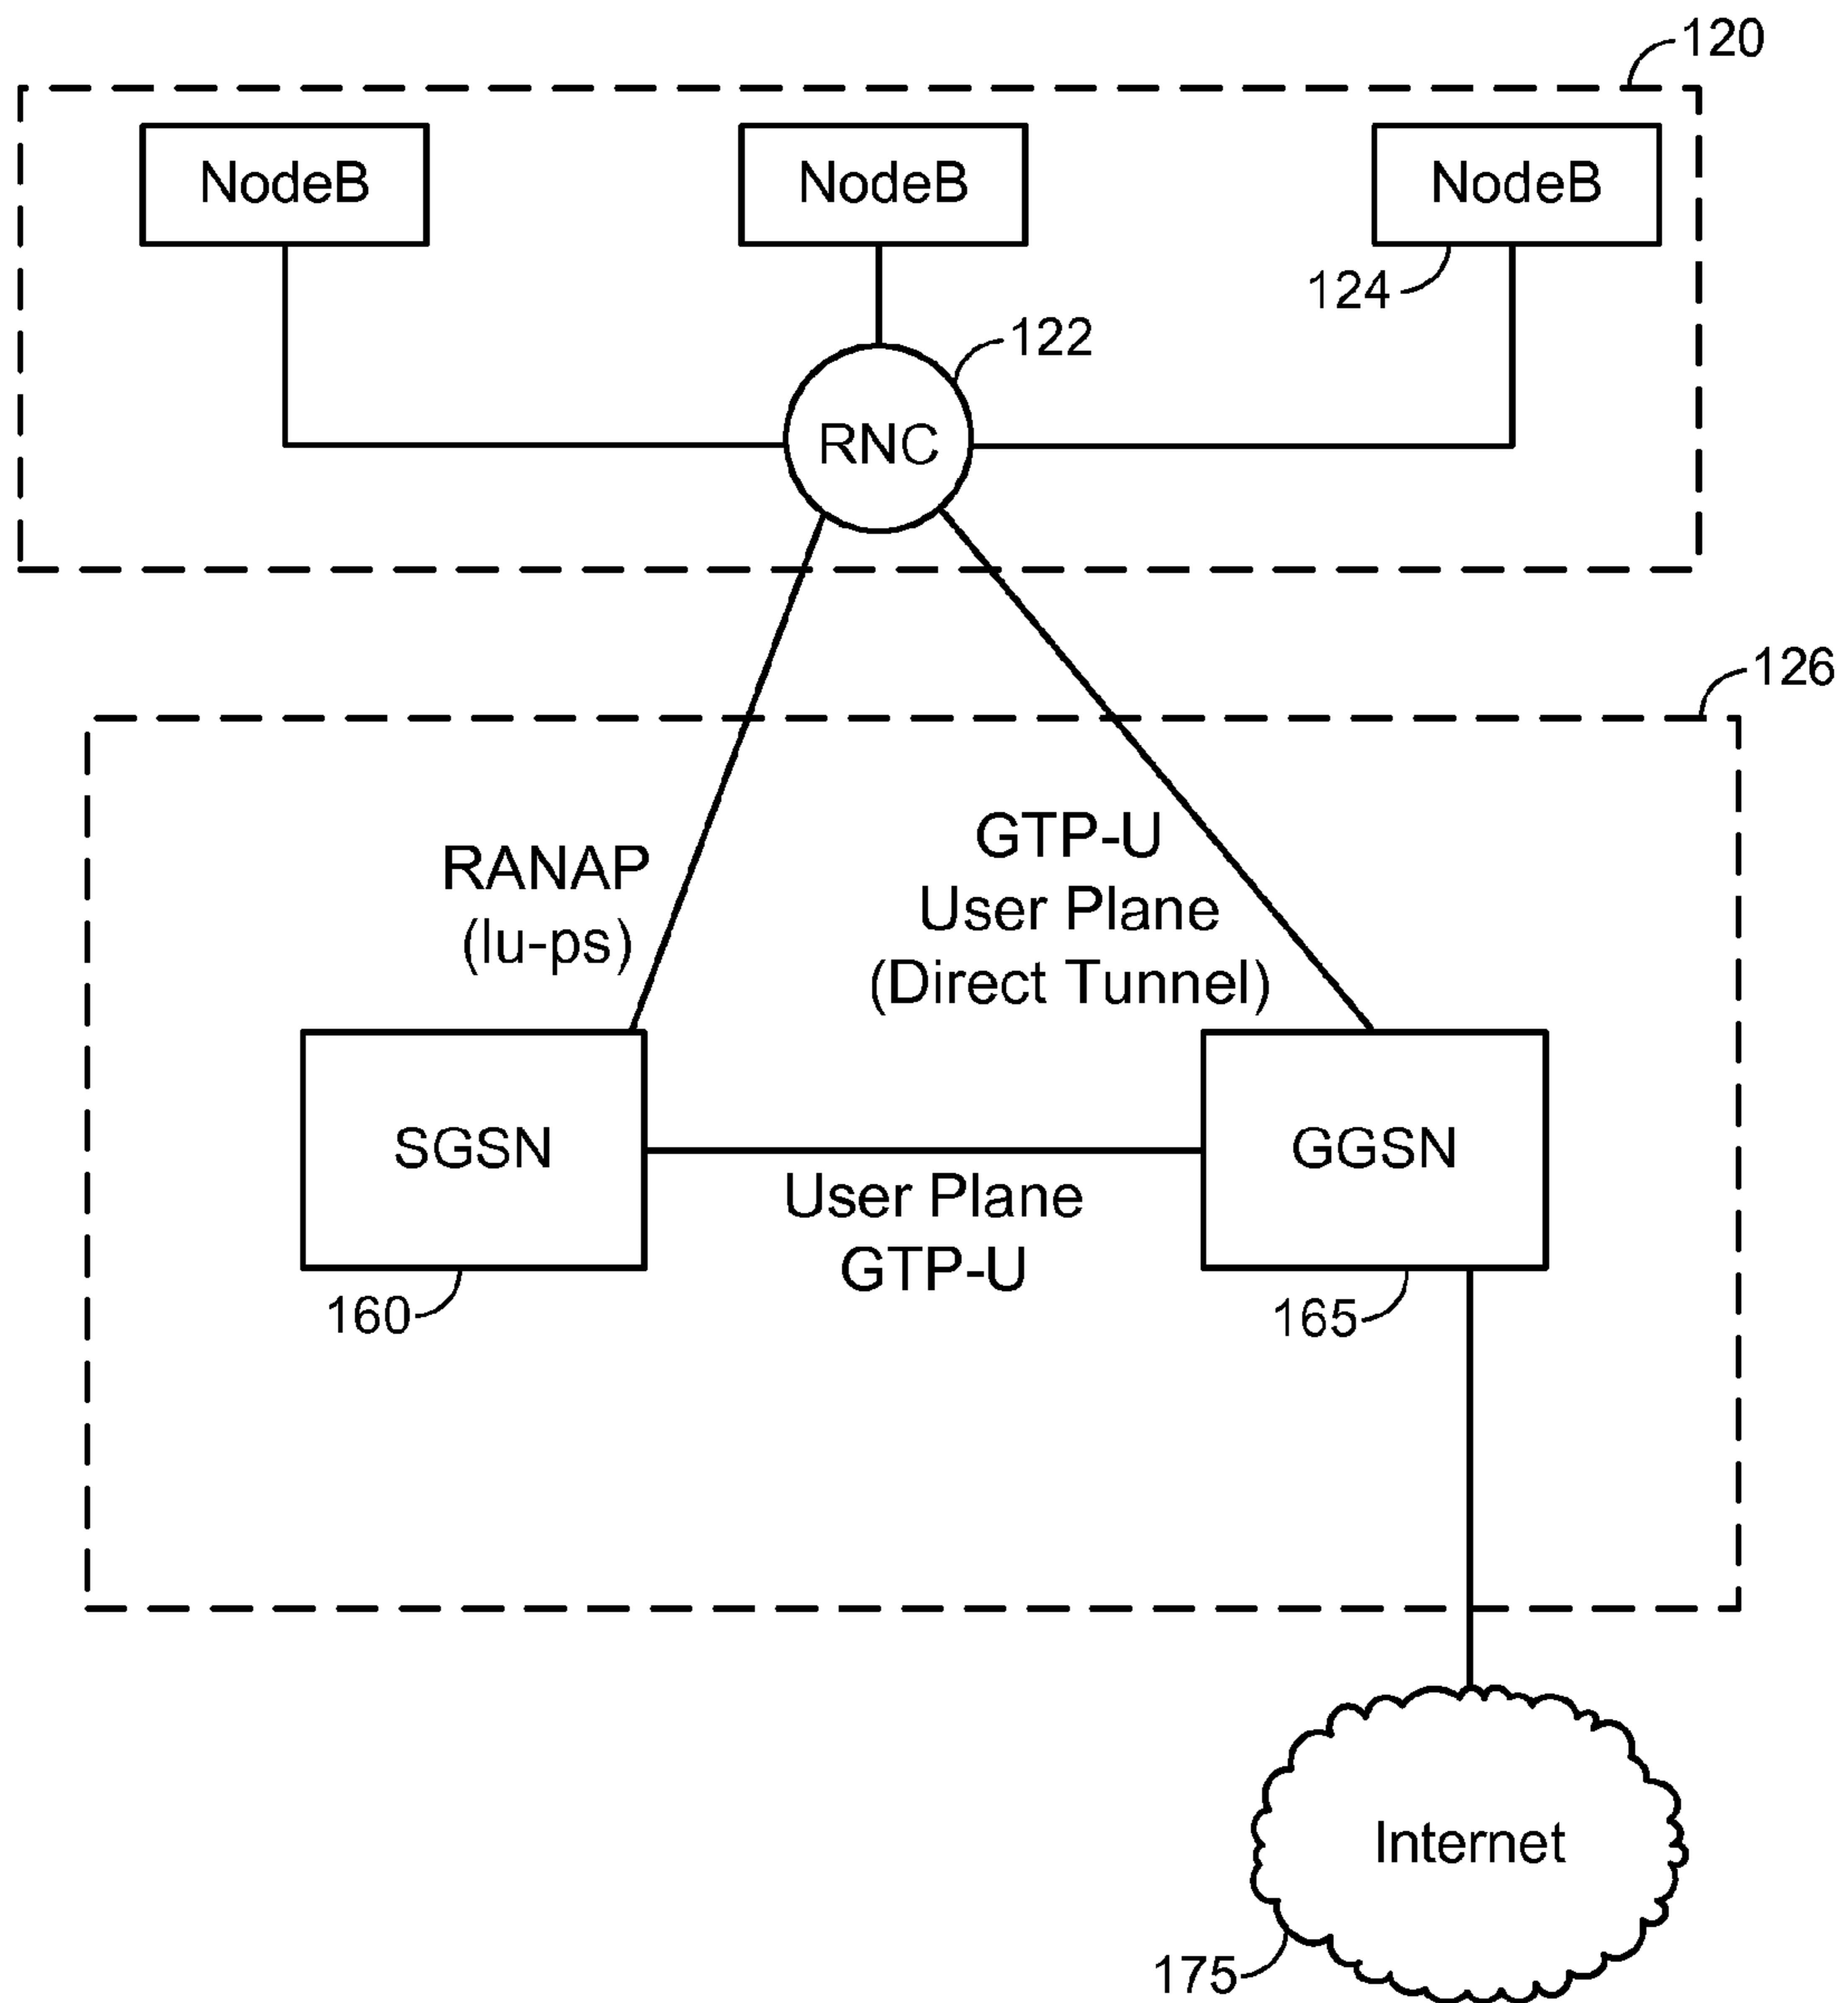 120
NodeB
NodeB
NodeB
124
122
RNC
126
GTP-U
User Plane
(Direct Tunnel)
RANAP
(lu-ps)
SGSN
GGSN
User Plane
GTP-U
160
165
Internet
175